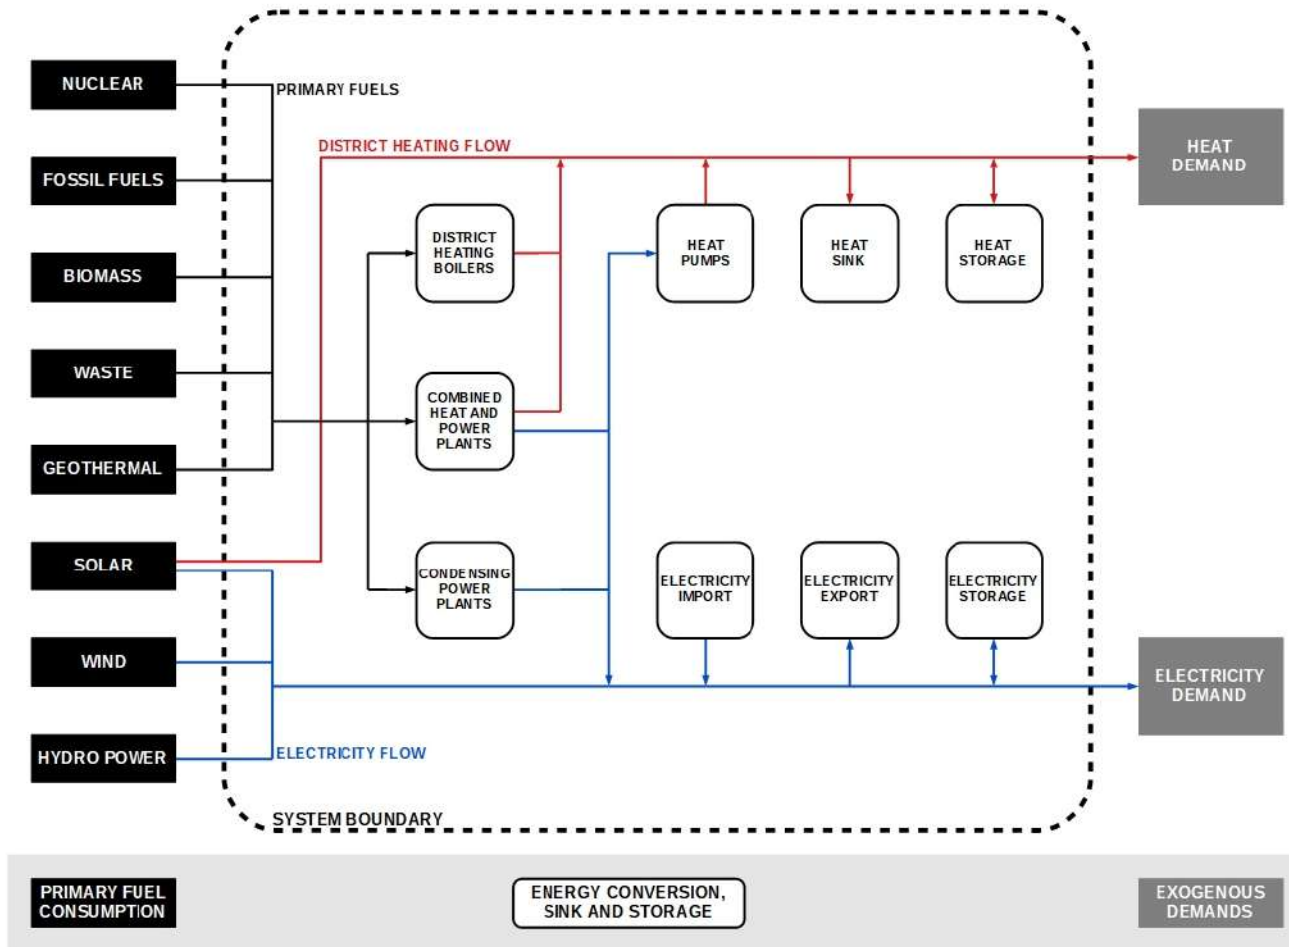 NUCLEAR
PRIMARY FUELS
DISTRICT HEATING FLOW
HEAT
DEMAND
FOSSIL FUELS
DISTRICT
HEATING
BOILERS
HEAT
PUMPS
HEAT
SINK
HEAT
STORAGE
BIOMASS
WASTE
COMBINED
HEAT AND
POWER
PLANTS
GEOTHERMAL
SOLAR
CONDENSING
POWER
PLANTS
ELECTRICITY
IMPORT
ELECTRICITY
EXPORT
ELECTRICITY
STORAGE
WIND
ELECTRICITY
DEMAND
HYDRO POWER
ELECTRICITY FLOW
SYSTEM BOUNDARY
PRIMARY FUEL
CONSUMPTION
ENERGY CONVERSION,
SINK AND STORAGE
EXOGENOUS
DEMANDS